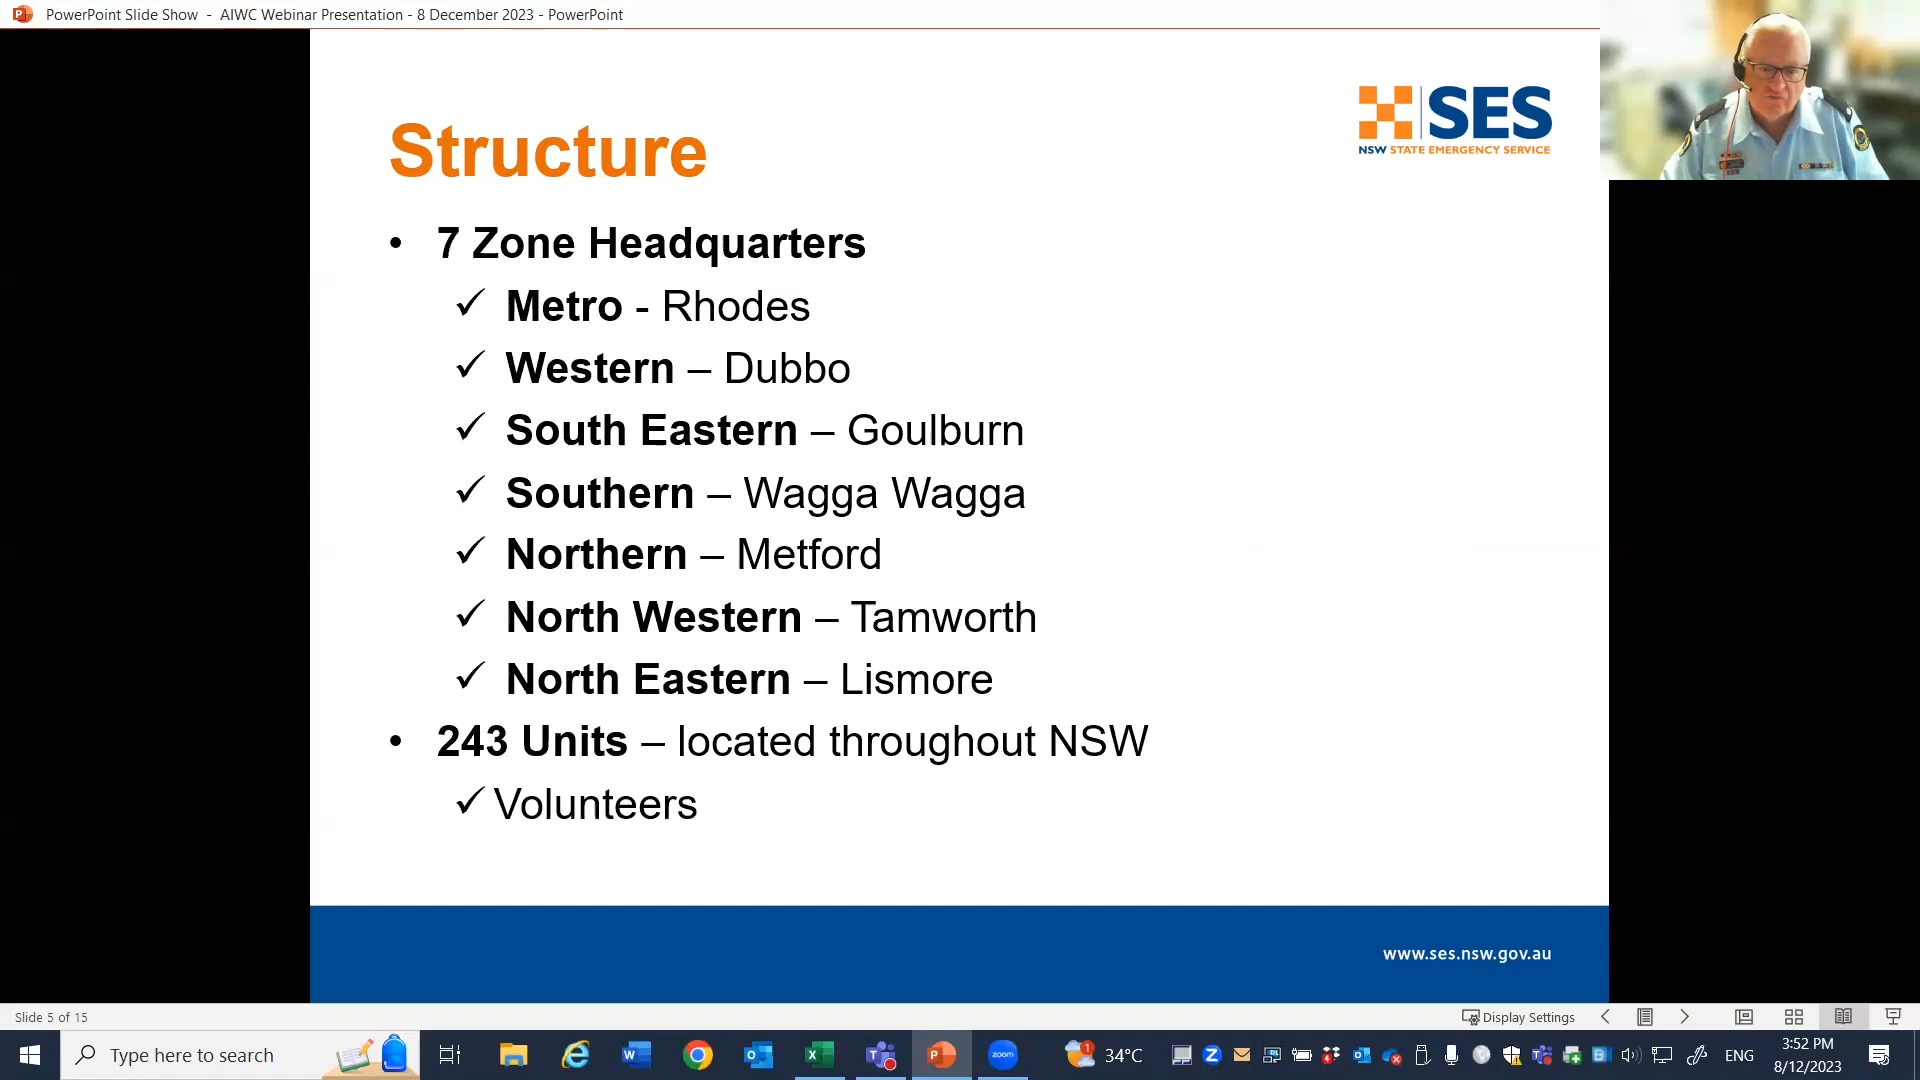 PowerPoint Slide Show - AIWC Webinar Presentation - 8 December 2023 - PowerPoint
SES
NSW STATE EMERGENCY SERVICE
Structure
• 7 Zone Headquarters
✓ Metro - Rhodes
✓ Western – Dubbo
✓ South Eastern – Goulburn
✓ Southern – Wagga Wagga
✓ Northern – Metford
✓ North Western – Tamworth
✓ North Eastern – Lismore
• 243 Units – located throughout NSW
✓ Volunteers
www.ses.nsw.gov.au
Slide 5 of 15
Display Settings
Type here to search
zoom
1
34°C
ENG
3:52 PM
8/12/2023